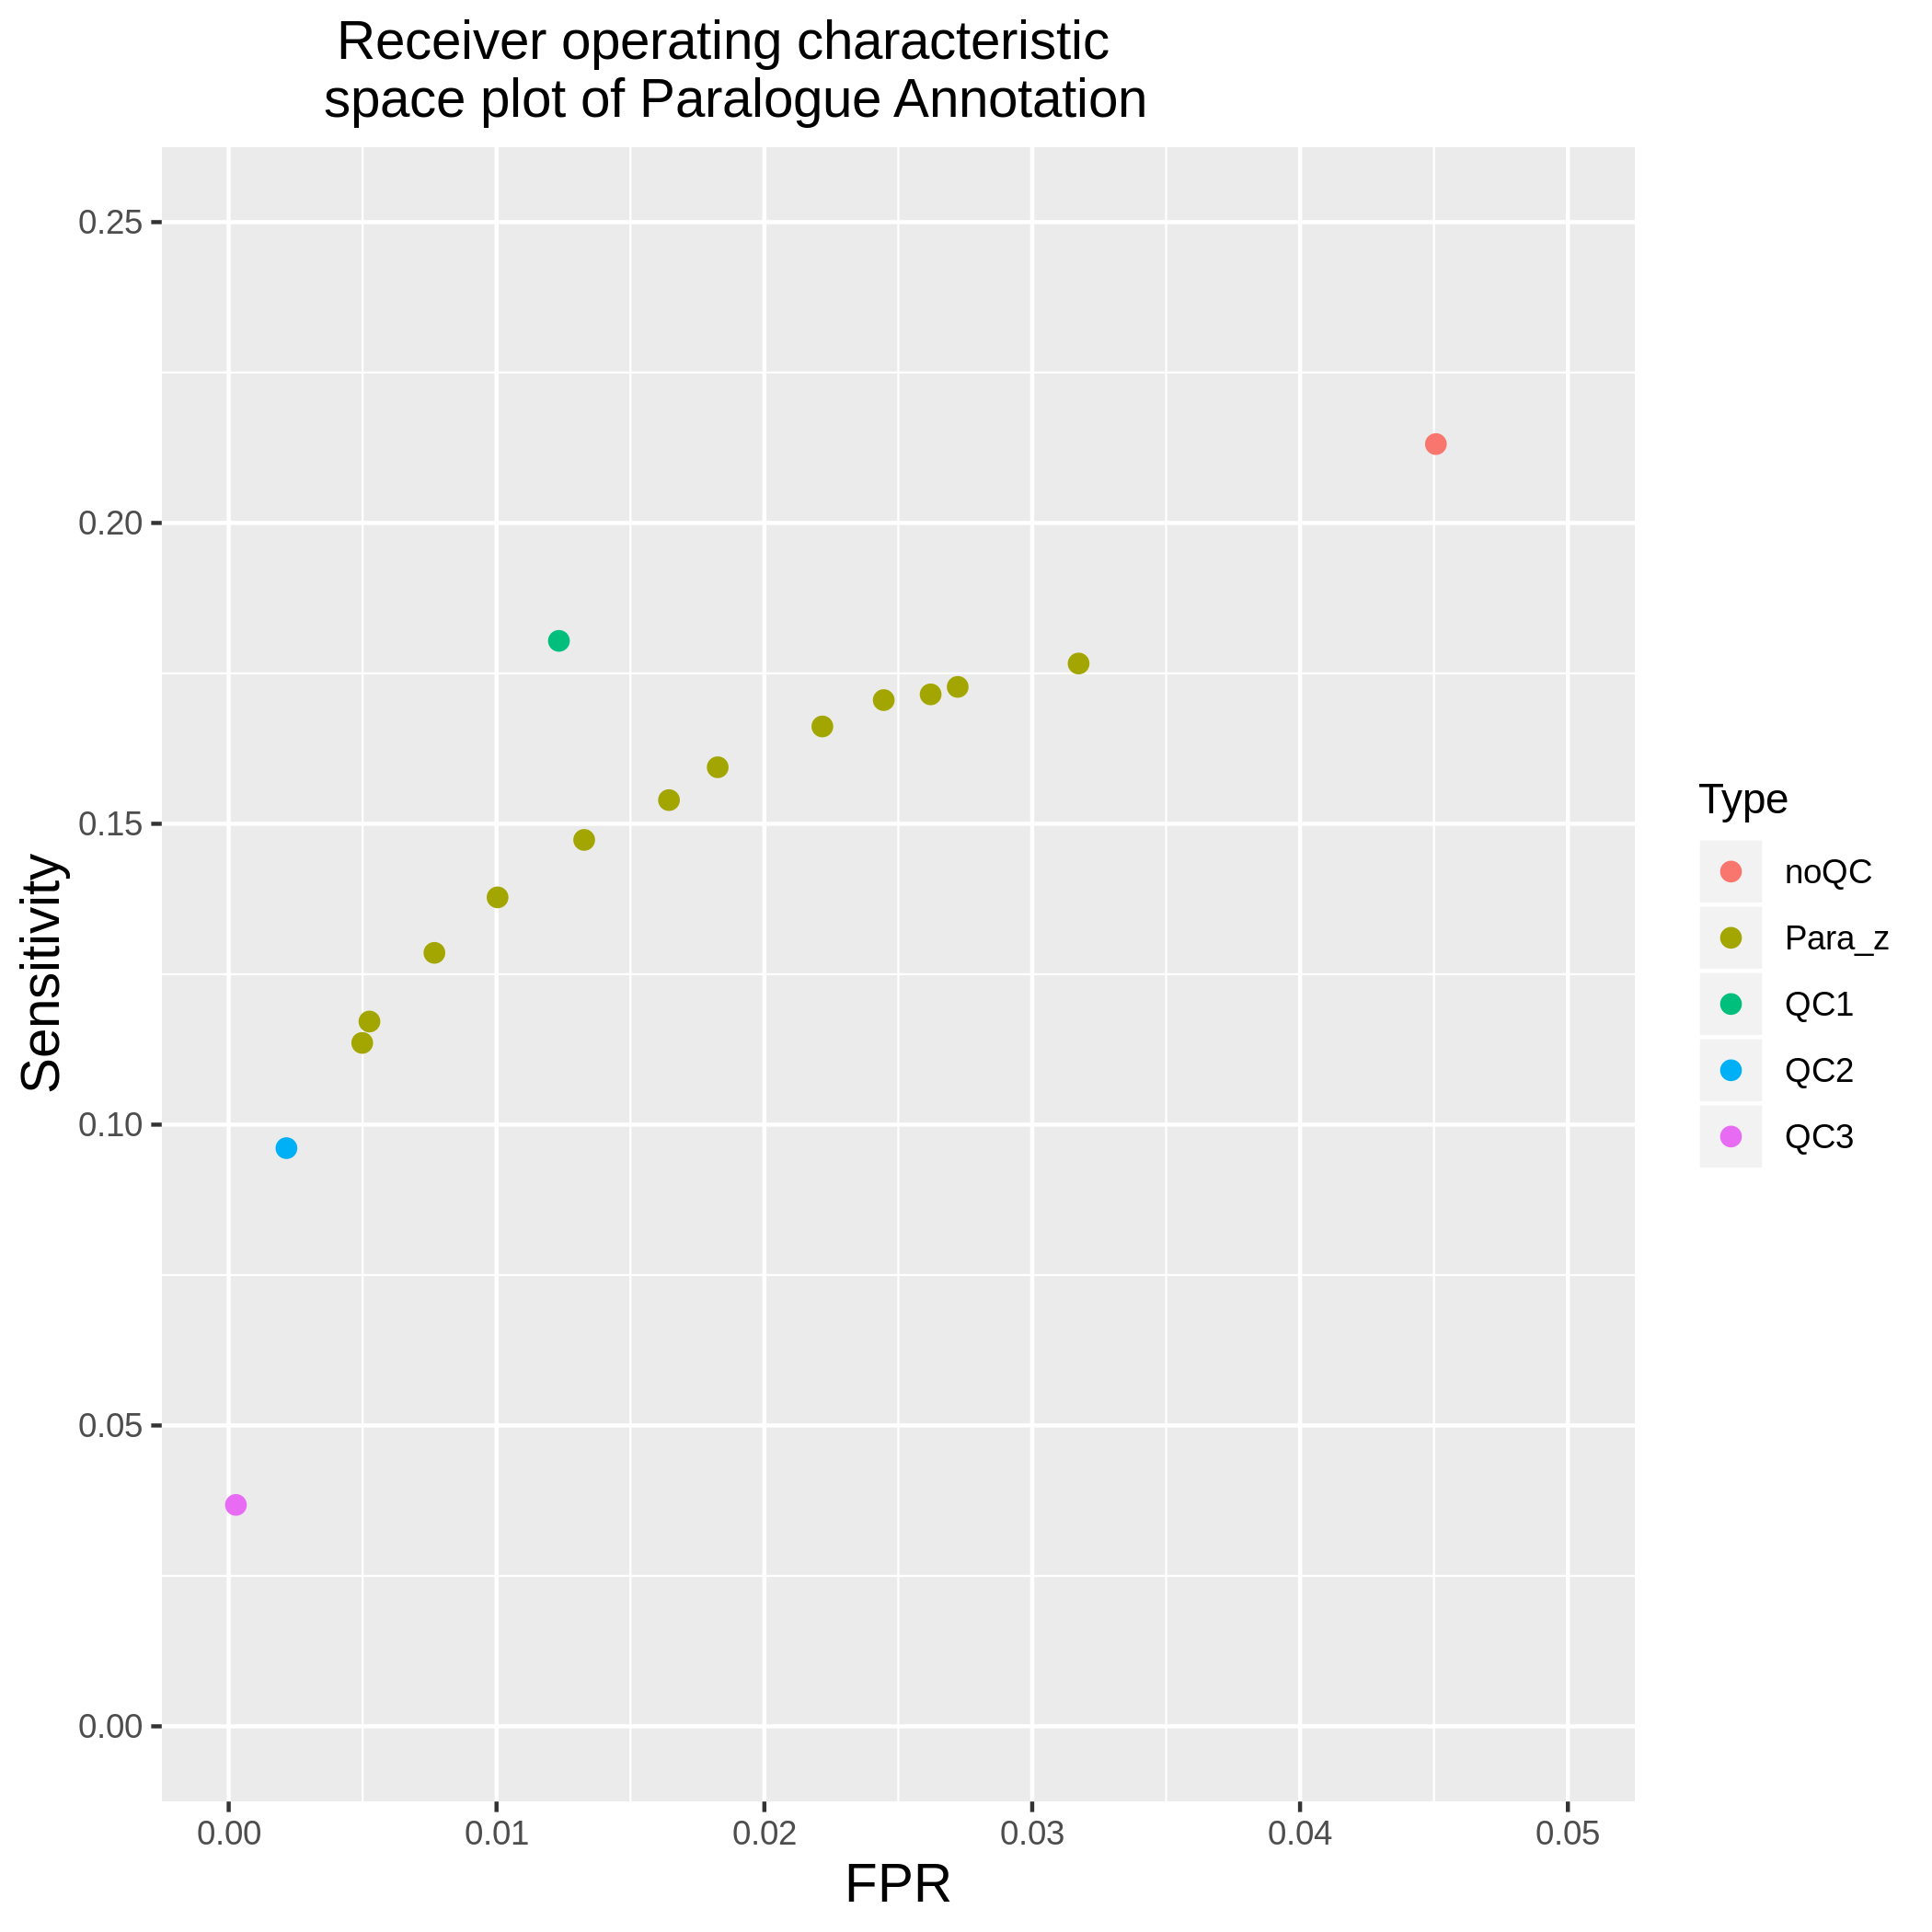 Receiver operating characteristic
space plot of Paralogue Annotation
0.25
0.20
0.15
0.10
0.05
0.00
Sensitivity
0.00 0.01 0.02 0.03 0.04 0.05
FPR
Type
noQC
Para_z
QC1
QC2
QC3